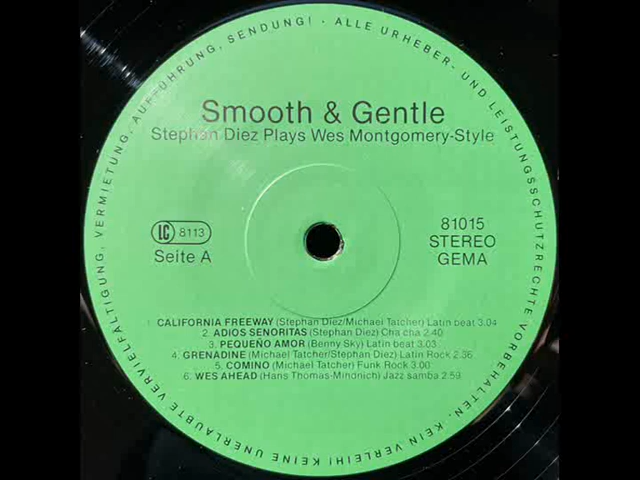 KEINE UNERLAUBTE VERVIELFÄLTIGUNG, VERMIETUNG, AUFFÜHRUNG, SENDUNG! · ALLE URHEBER- UND LEISTUNGSSCHUTZRECHTE VORBEHALTEN · KEIN VERLEIH!
Smooth & Gentle
Stephan Diez Plays Wes Montgomery-Style
LC 8113
Seite A
81015
STEREO
GEMA
1. CALIFORNIA FREEWAY (Stephan Diez/Michael Tatcher) Latin beat 3.04
2. ADIOS SENORITAS (Stephan Diez) Cha cha 2.40
3. PEQUEÑO AMOR (Benny Sky) Latin beat 3.03
4. GRENADINE (Michael Tatcher/Stephan Diez) Latin Rock 2.36
5. COMINO (Michael Tatcher) Funk Rock 3.00
6. WES AHEAD (Hans Thomas-Mindrich) Jazz samba 2.59